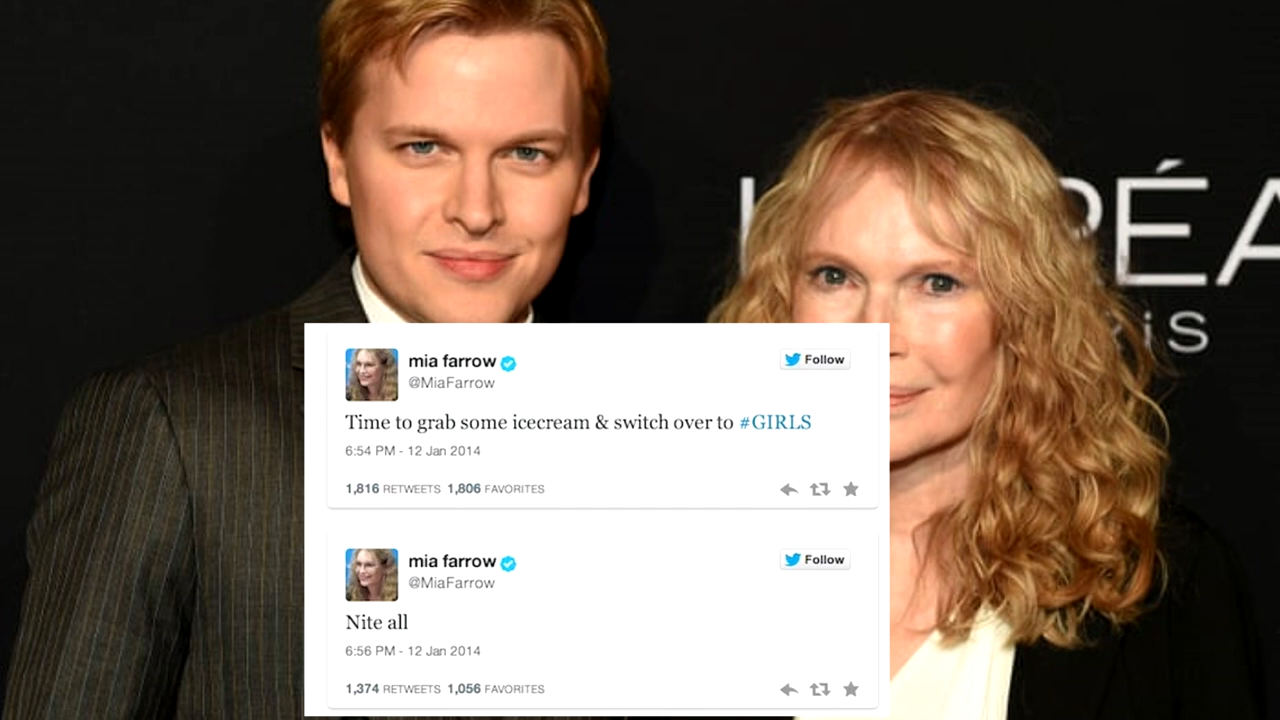 L'ORÉA
PARiS
mia farrow
Follow
@MiaFarrow
Time to grab some icecream & switch over to #GIRLS
6:54 PM - 12 Jan 2014
1,816 RETWEETS 1,806 FAVORITES
mia farrow
Follow
@MiaFarrow
Nite all
6:56 PM - 12 Jan 2014
1,374 RETWEETS 1,056 FAVORITES